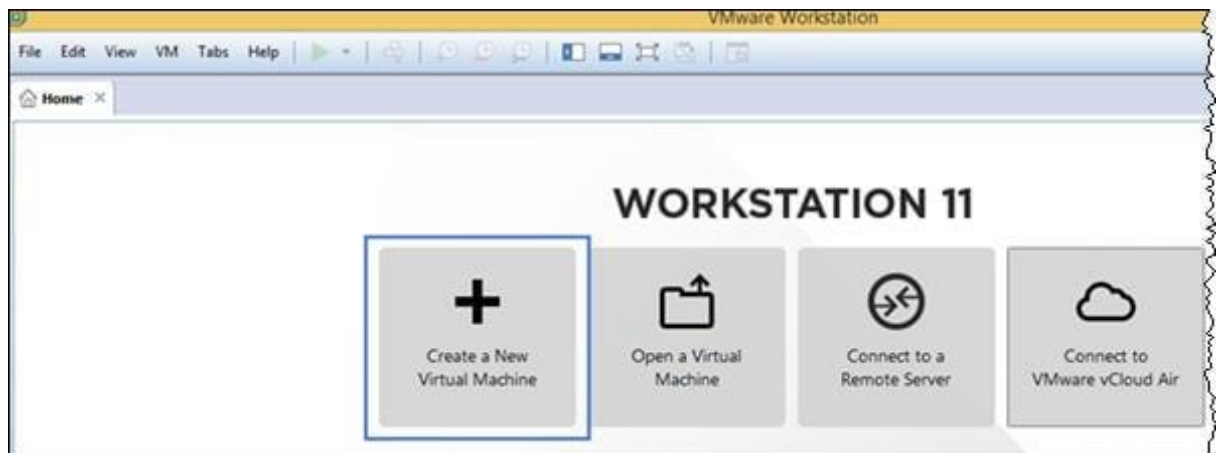 VMware Workstation
File Edit View VM Tabs Help
Home
WORKSTATION 11
Create a New
Virtual Machine
Open a Virtual
Machine
Connect to a
Remote Server
Connect to
VMware vCloud Air